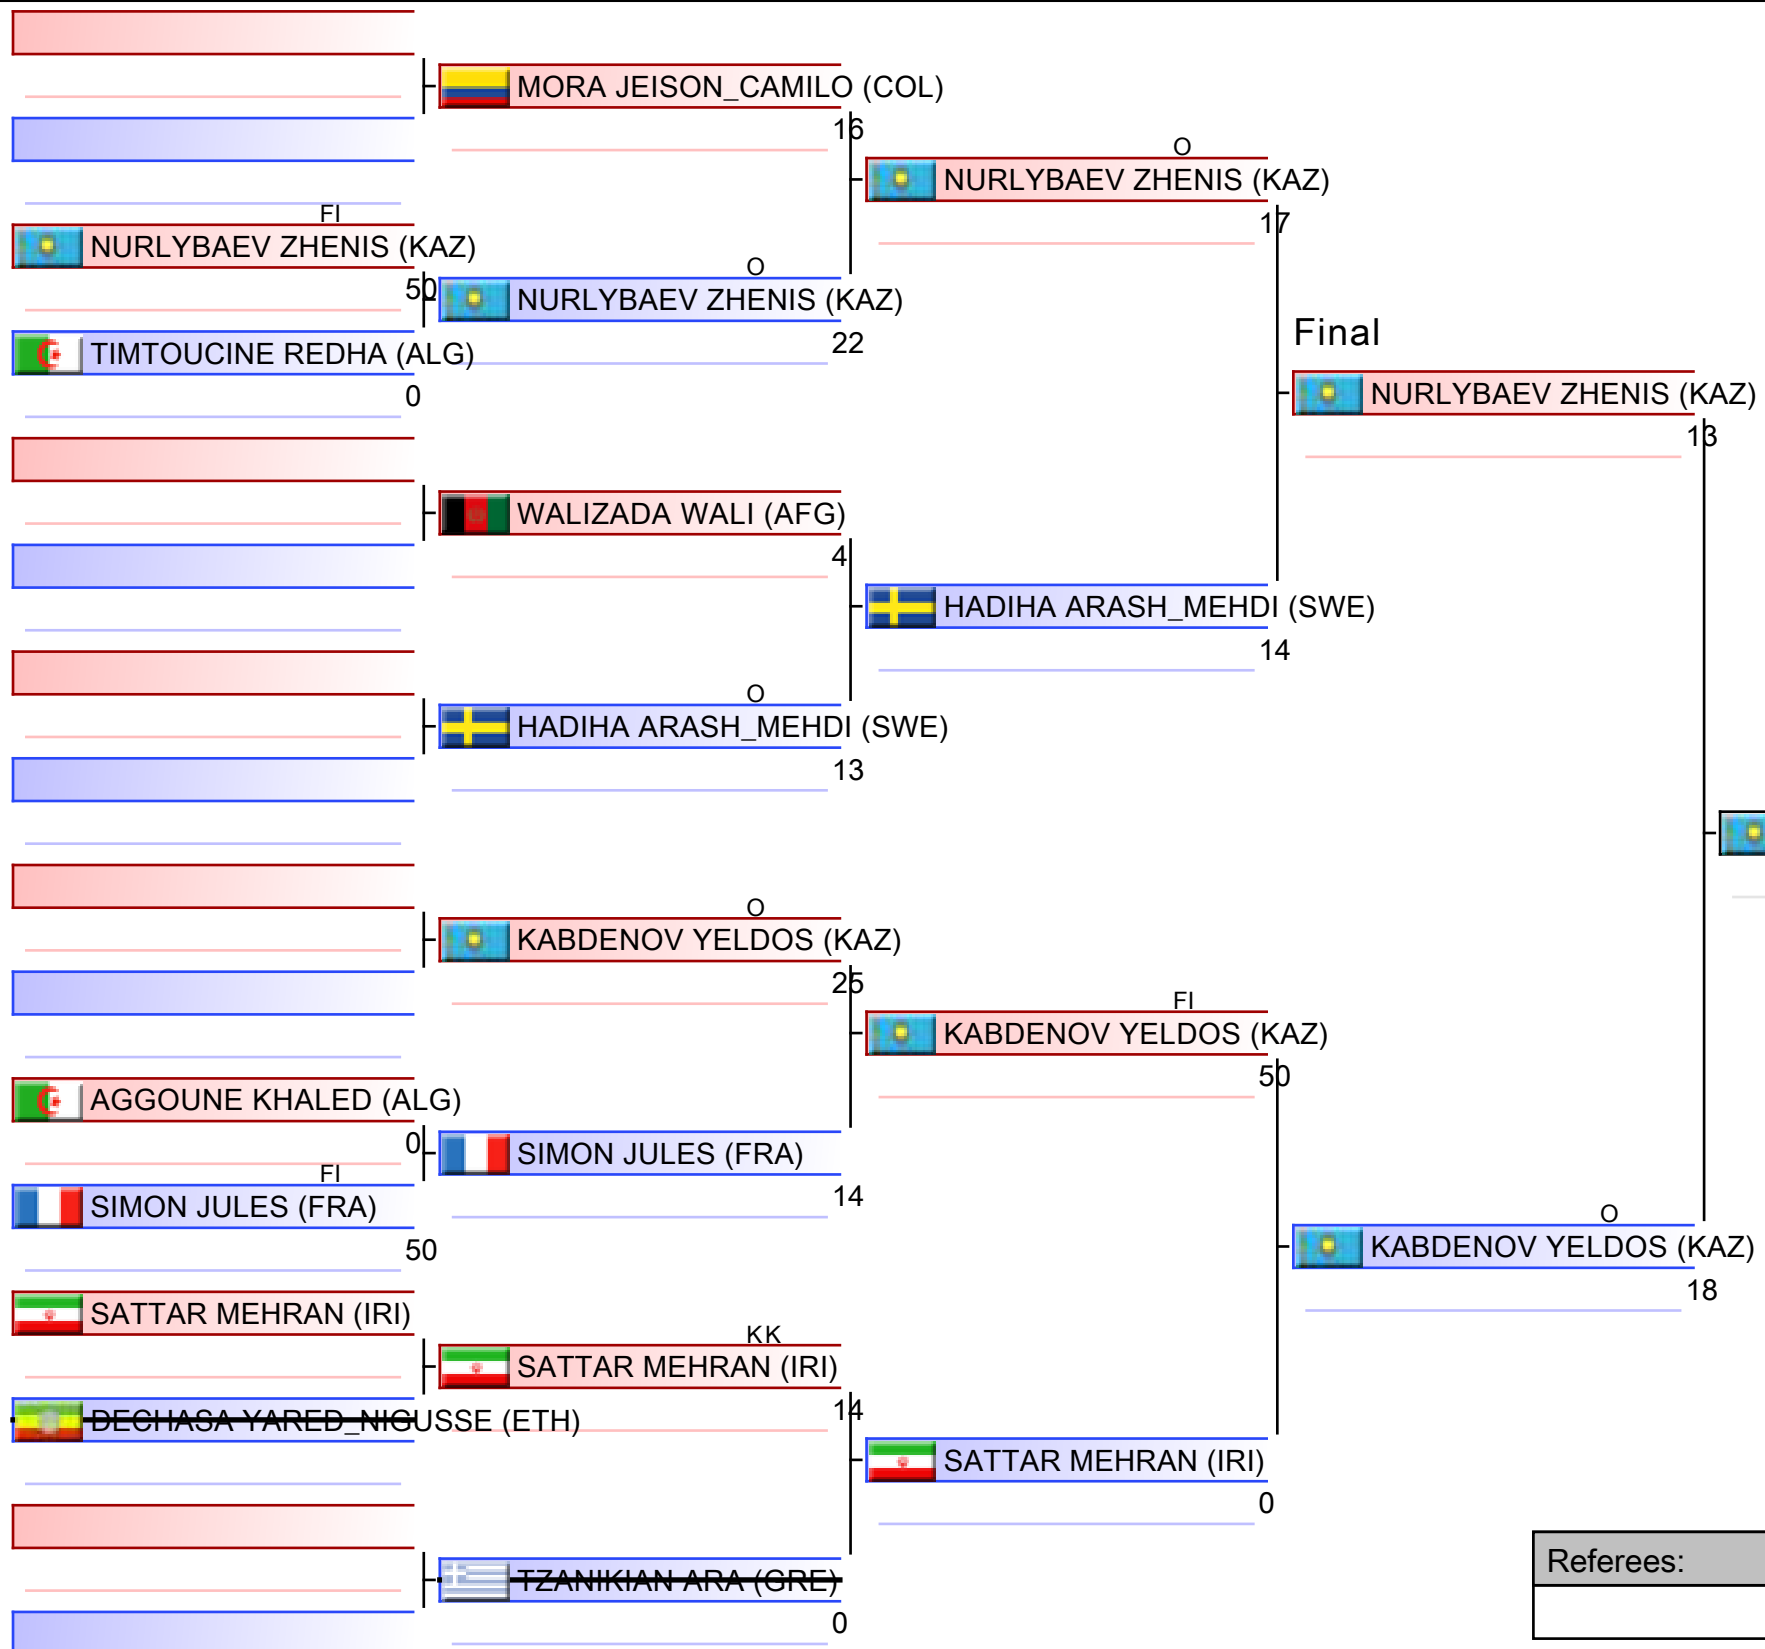 MORA JEISON_CAMILO (COL)
16
O
NURLYBAEV ZHENIS (KAZ)
17
FI
NURLYBAEV ZHENIS (KAZ)
50
O
NURLYBAEV ZHENIS (KAZ)
22
TIMTOUCINE REDHA (ALG)
0
Final
NURLYBAEV ZHENIS (KAZ)
13
WALIZADA WALI (AFG)
4
HADIHA ARASH_MEHDI (SWE)
14
O
HADIHA ARASH_MEHDI (SWE)
13
O
KABDENOV YELDOS (KAZ)
25
FI
KABDENOV YELDOS (KAZ)
50
AGGOUNE KHALED (ALG)
0
SIMON JULES (FRA)
14
FI
SIMON JULES (FRA)
50
O
KABDENOV YELDOS (KAZ)
18
SATTAR MEHRAN (IRI)
KK
SATTAR MEHRAN (IRI)
14
DECHASA YARED_NIGUSSE (ETH)
SATTAR MEHRAN (IRI)
0
TZANIKIAN ARA (GRE)
0
Referees: